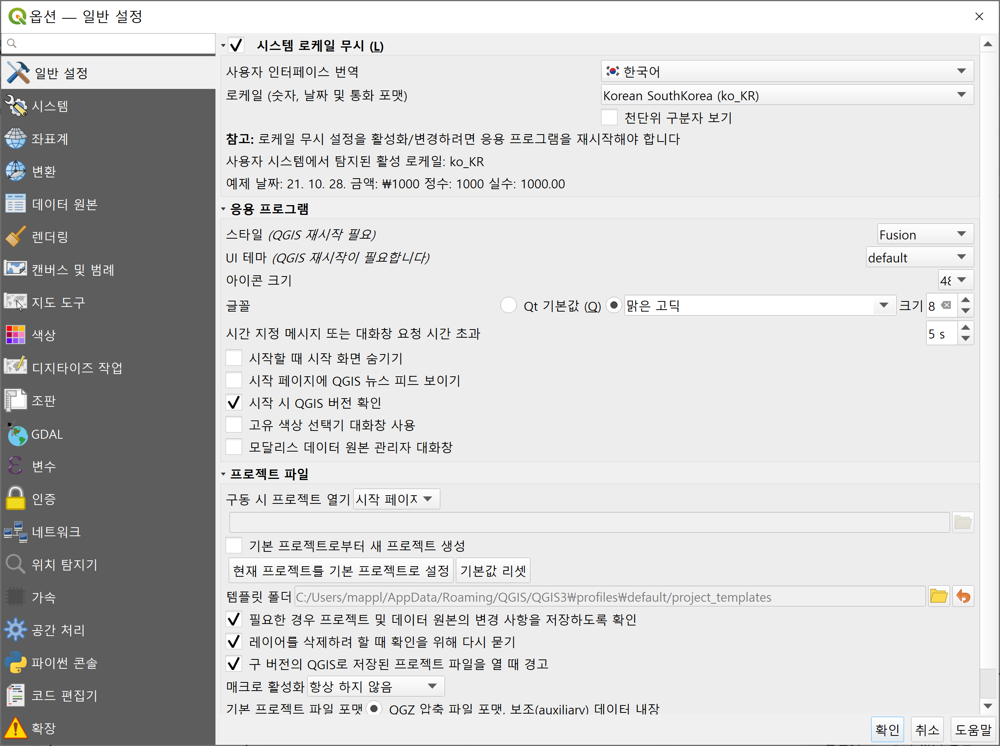 옵션 — 일반 설정
일반 설정
시스템
좌표계
변환
데이터 원본
렌더링
캔버스 및 범례
지도 도구
색상
디지타이즈 작업
조판
GDAL
변수
인증
네트워크
위치 탐지기
가속
공간 처리
파이썬 콘솔
코드 편집기
확장
시스템 로케일 무시 (L)
사용자 인터페이스 번역 한국어
로케일 (숫자, 날짜 및 통화 포맷) Korean SouthKorea (ko_KR)
천단위 구분자 보기
참고: 로케일 무시 설정을 활성화/변경하려면 응용 프로그램을 재시작해야 합니다
사용자 시스템에서 탐지된 활성 로케일: ko_KR
예제 날짜: 21. 10. 28. 금액: ₩1000 정수: 1000 실수: 1000.00
응용 프로그램
스타일 (QGIS 재시작 필요) Fusion
UI 테마 (QGIS 재시작이 필요합니다) default
아이콘 크기 48
글꼴 Qt 기본값 (Q) 맑은 고딕 크기 8
시간 지정 메시지 또는 대화창 요청 시간 초과 5 s
시작할 때 시작 화면 숨기기
시작 페이지에 QGIS 뉴스 피드 보이기
시작 시 QGIS 버전 확인
고유 색상 선택기 대화창 사용
모달리스 데이터 원본 관리자 대화창
프로젝트 파일
구동 시 프로젝트 열기 시작 페이지
기본 프로젝트로부터 새 프로젝트 생성
현재 프로젝트를 기본 프로젝트로 설정 기본값 리셋
템플릿 폴더 C:/Users/mappl/AppData/Roaming/QGIS/QGIS3₩profiles₩default/project_templates
필요한 경우 프로젝트 및 데이터 원본의 변경 사항을 저장하도록 확인
레이어를 삭제하려 할 때 확인을 위해 다시 묻기
구 버전의 QGIS로 저장된 프로젝트 파일을 열 때 경고
매크로 활성화 항상 하지 않음
기본 프로젝트 파일 포맷 QGZ 압축 파일 포맷, 보조(auxiliary) 데이터 내장
확인 취소 도움말